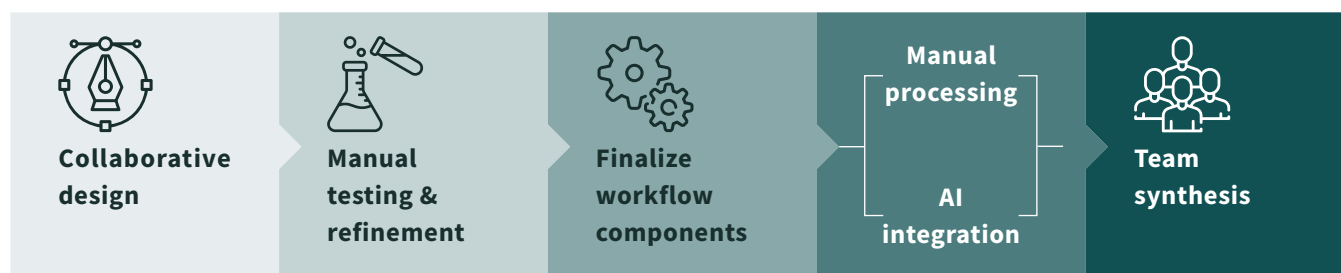 Collaborative
design
Manual
testing &
refinement
Finalize
workflow
components
Manual
processing
AI
integration
Team
synthesis